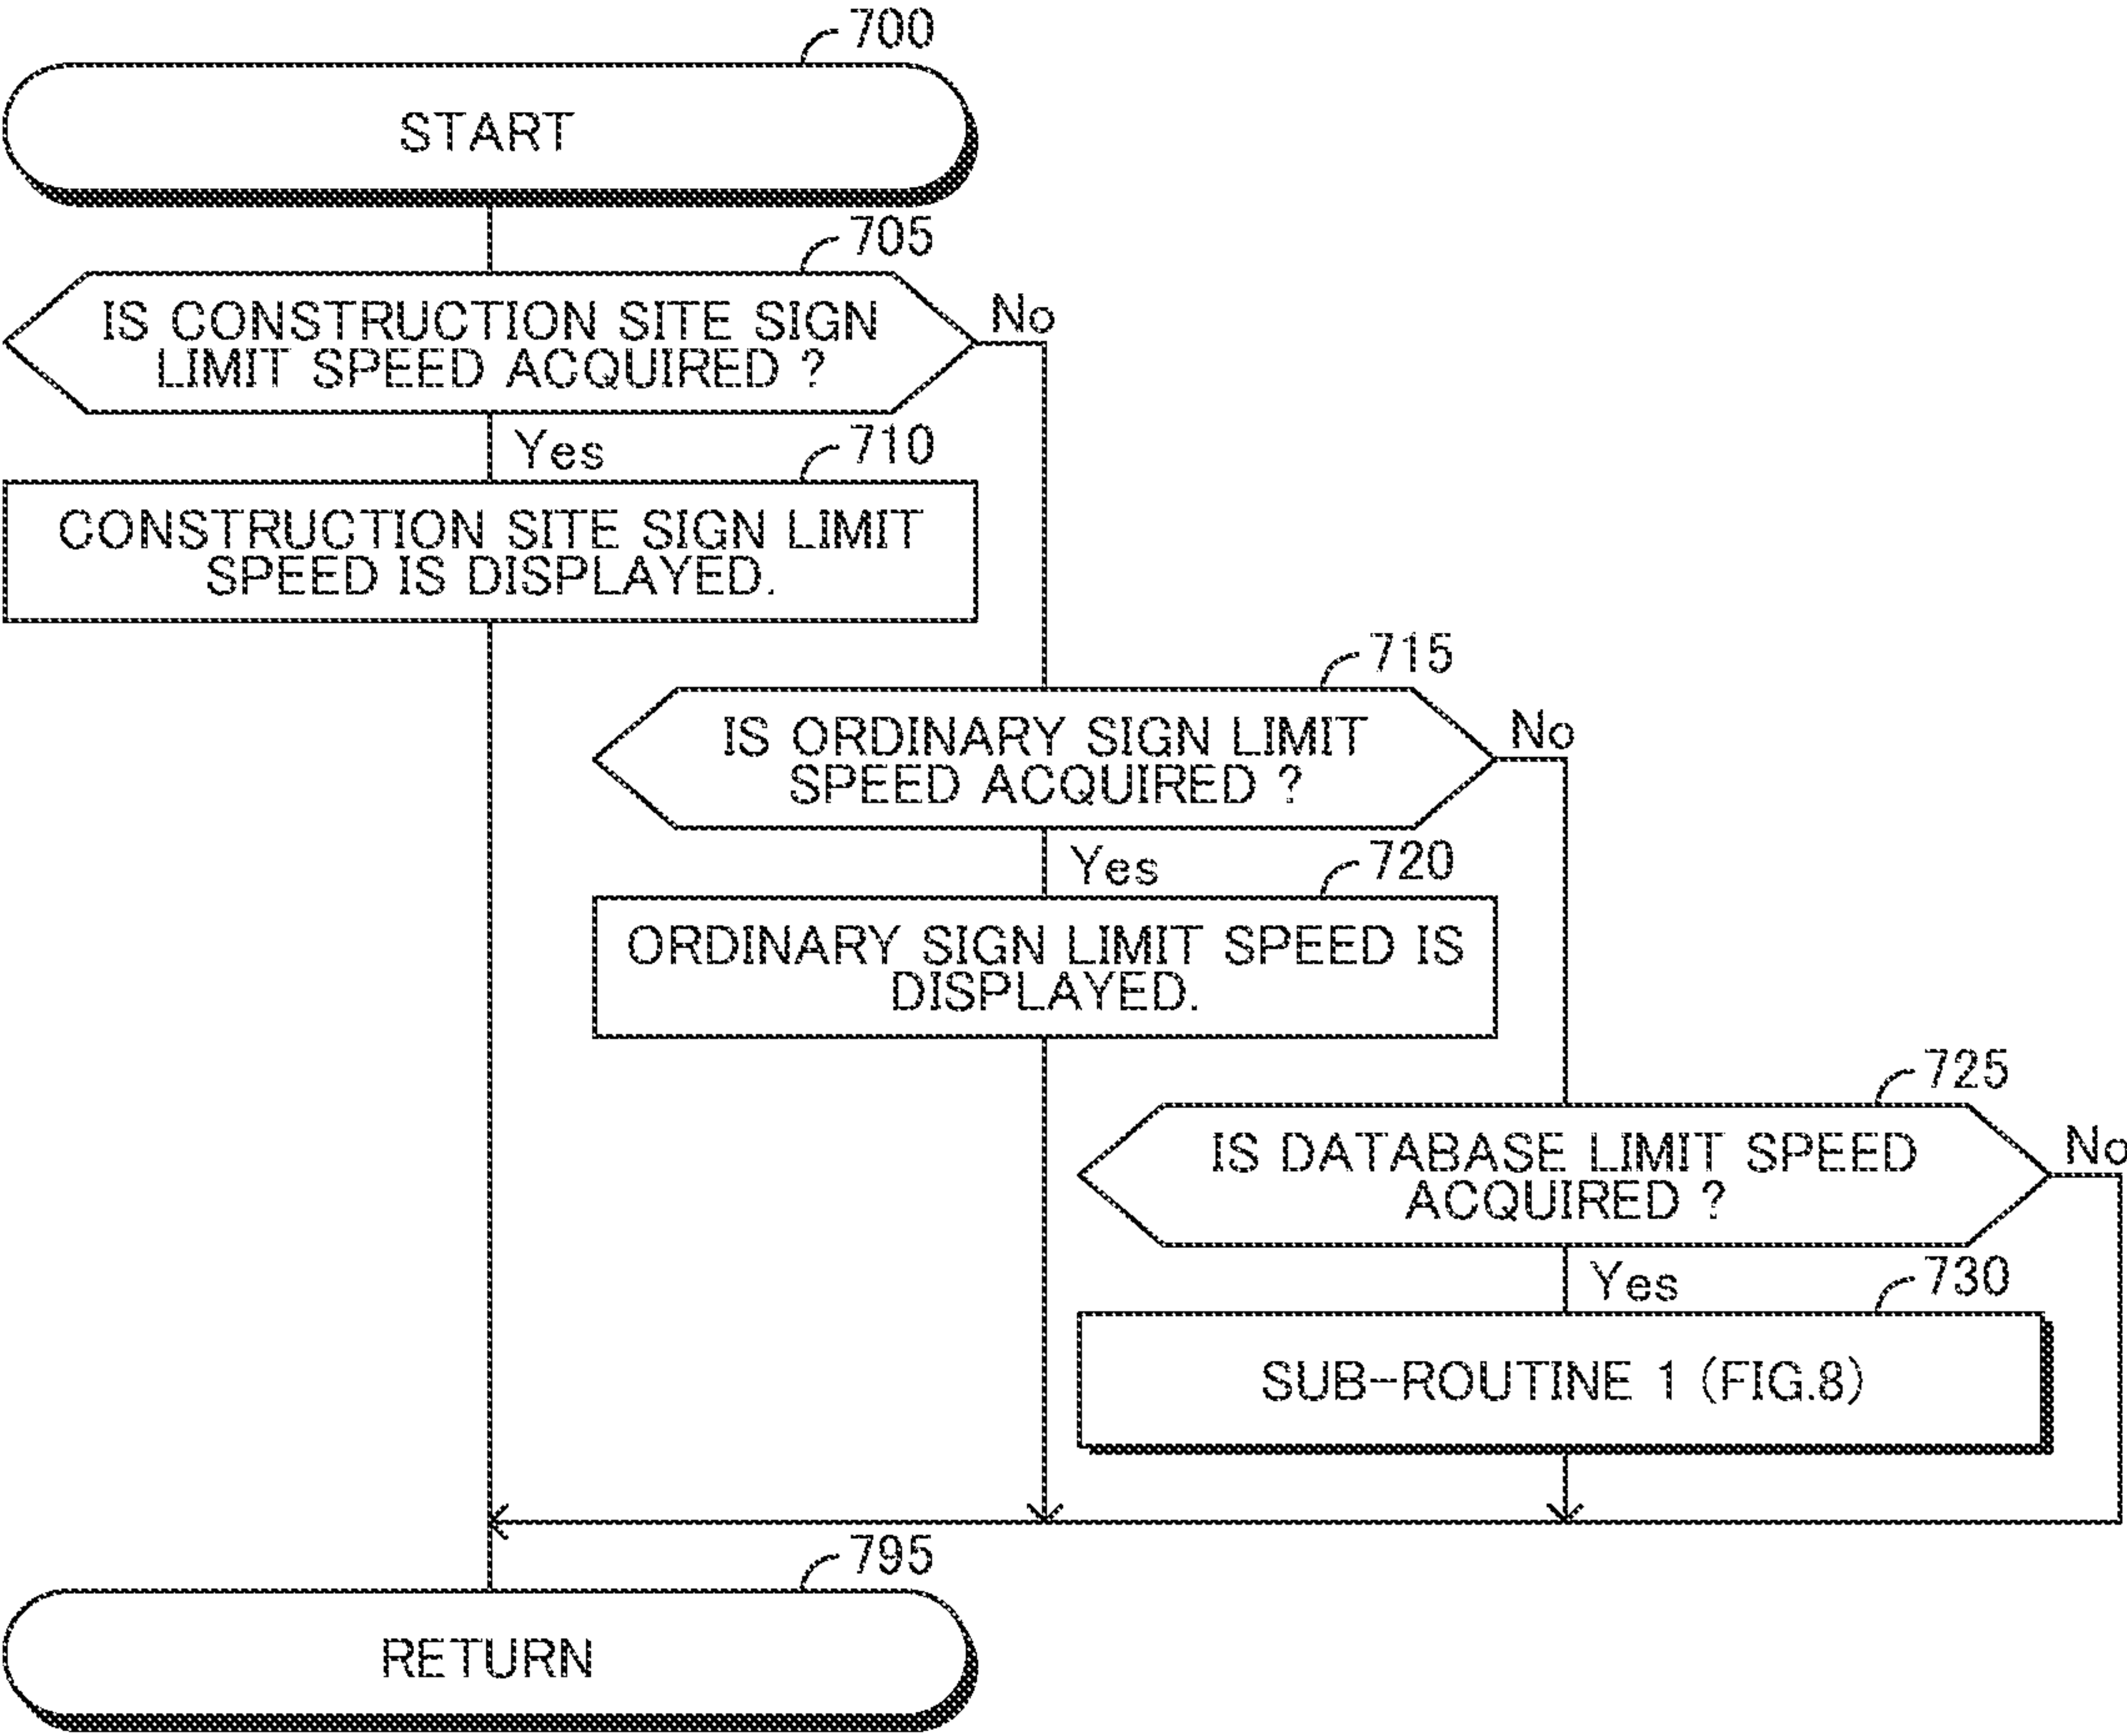 700
START
705
IS CONSTRUCTION SITE SIGN
LIMIT SPEED ACQUIRED ?
No
Yes
710
CONSTRUCTION SITE SIGN LIMIT
SPEED IS DISPLAYED.
715
IS ORDINARY SIGN LIMIT
SPEED ACQUIRED ?
No
Yes
720
ORDINARY SIGN LIMIT SPEED IS
DISPLAYED.
725
IS DATABASE LIMIT SPEED
ACQUIRED ?
No
Yes
730
SUB-ROUTINE 1 (FIG.8)
795
RETURN